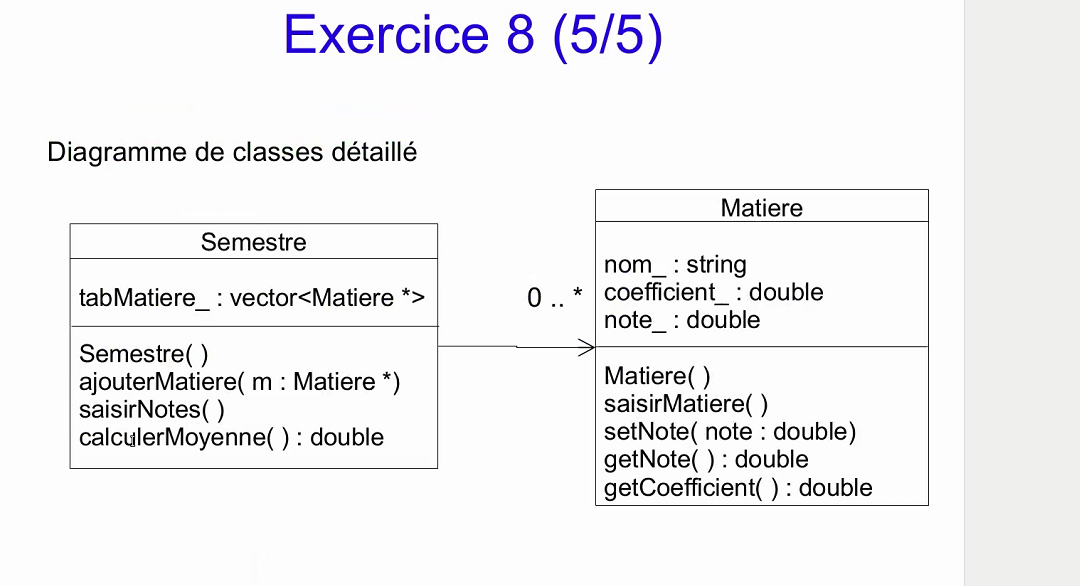 Exercice 8 (5/5)
Diagramme de classes détaillé
Semestre
tabMatiere_ : vector<Matiere *>
Semestre( )
ajouterMatiere( m : Matiere *)
saisirNotes( )
calculerMoyenne( ) : double
0 .. *
Matiere
nom_ : string
coefficient_ : double
note_ : double
Matiere( )
saisirMatiere( )
setNote( note : double)
getNote( ) : double
getCoefficient( ) : double